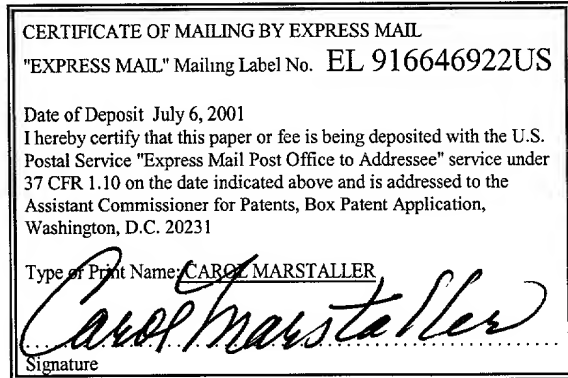 CERTIFICATE OF MAILING BY EXPRESS MAIL
"EXPRESS MAIL" Mailing Label No. EL 916646922US
Date of Deposit July 6, 2001
I hereby certify that this paper or fee is being deposited with the U.S.
Postal Service "Express Mail Post Office to Addressee" service under
37 CFR 1.10 on the date indicated above and is addressed to the
Assistant Commissioner for Patents, Box Patent Application,
Washington, D.C. 20231
Type or Print Name: CAROL MARSTALLER
Carol Marstaller
Signature